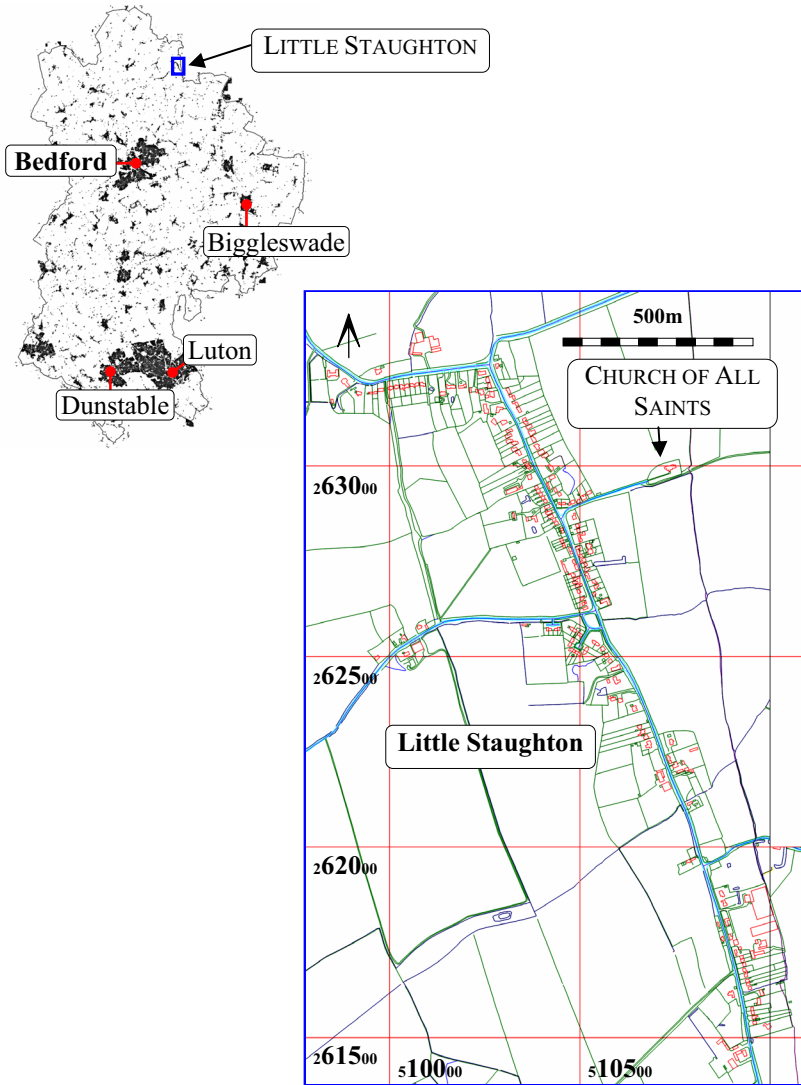 LITTLE STAUGHTON
Bedford
Biggleswade
Luton
Dunstable
500m
CHURCH OF ALL
SAINTS
263000
262500
Little Staughton
262000
261500
510000
510500